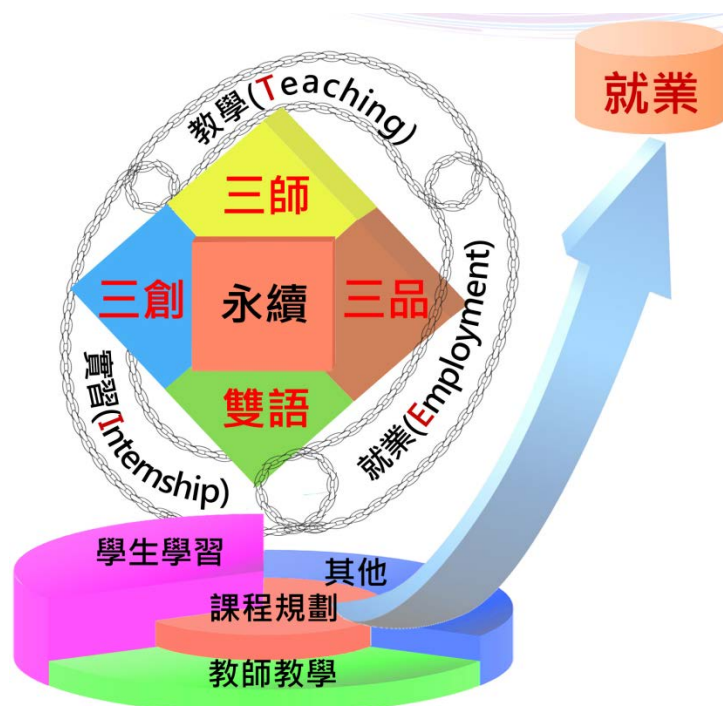 就業
教學(Teaching)
三師
三創
永續
三品
雙語
實習(Internship)
就業(Employment)
學生學習
其他
課程規劃
教師教學